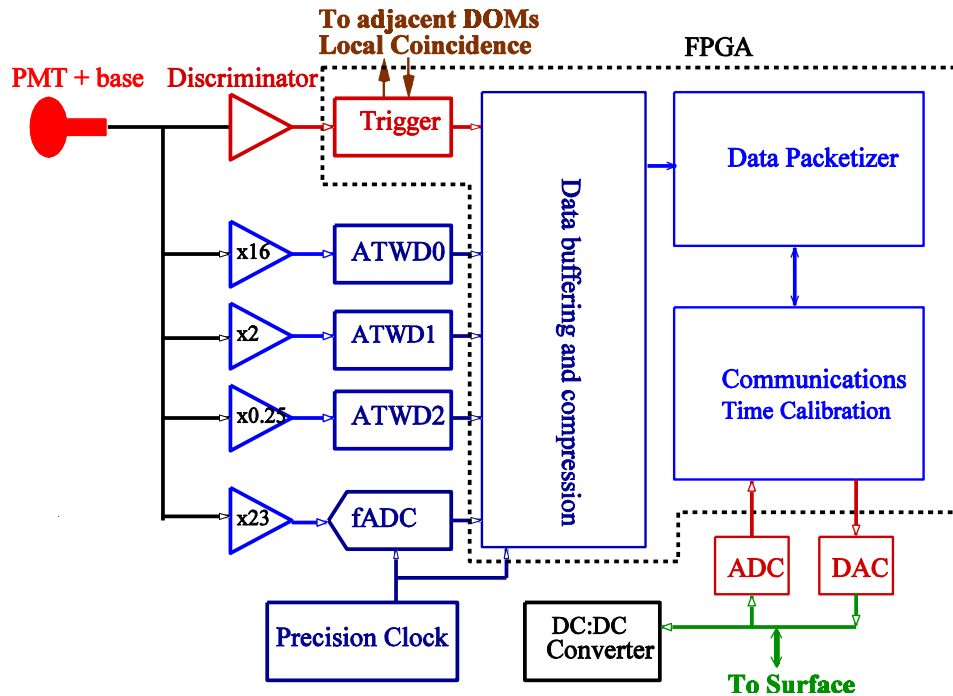 To adjacent DOMs
Local Coincidence
FPGA
PMT + base
Discriminator
Trigger
Data Packetizer
x16
ATWD0
x2
ATWD1
x0.25
ATWD2
x23
fADC
Data buffering and compression
Communications
Time Calibration
ADC
DAC
Precision Clock
DC:DC
Converter
To Surface